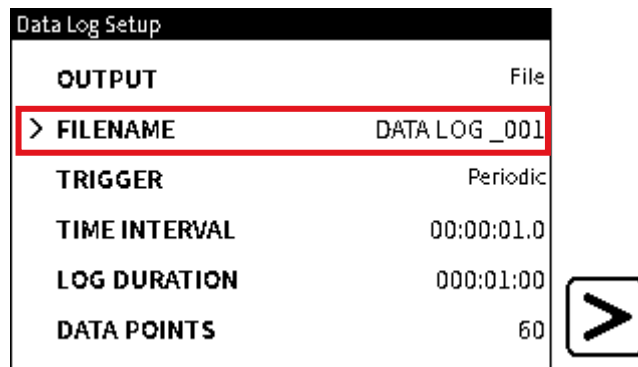 Data Log Setup
OUTPUT File
> FILENAME DATA LOG _001
TRIGGER Periodic
TIME INTERVAL 00:00:01.0
LOG DURATION 000:01:00
DATA POINTS 60
>